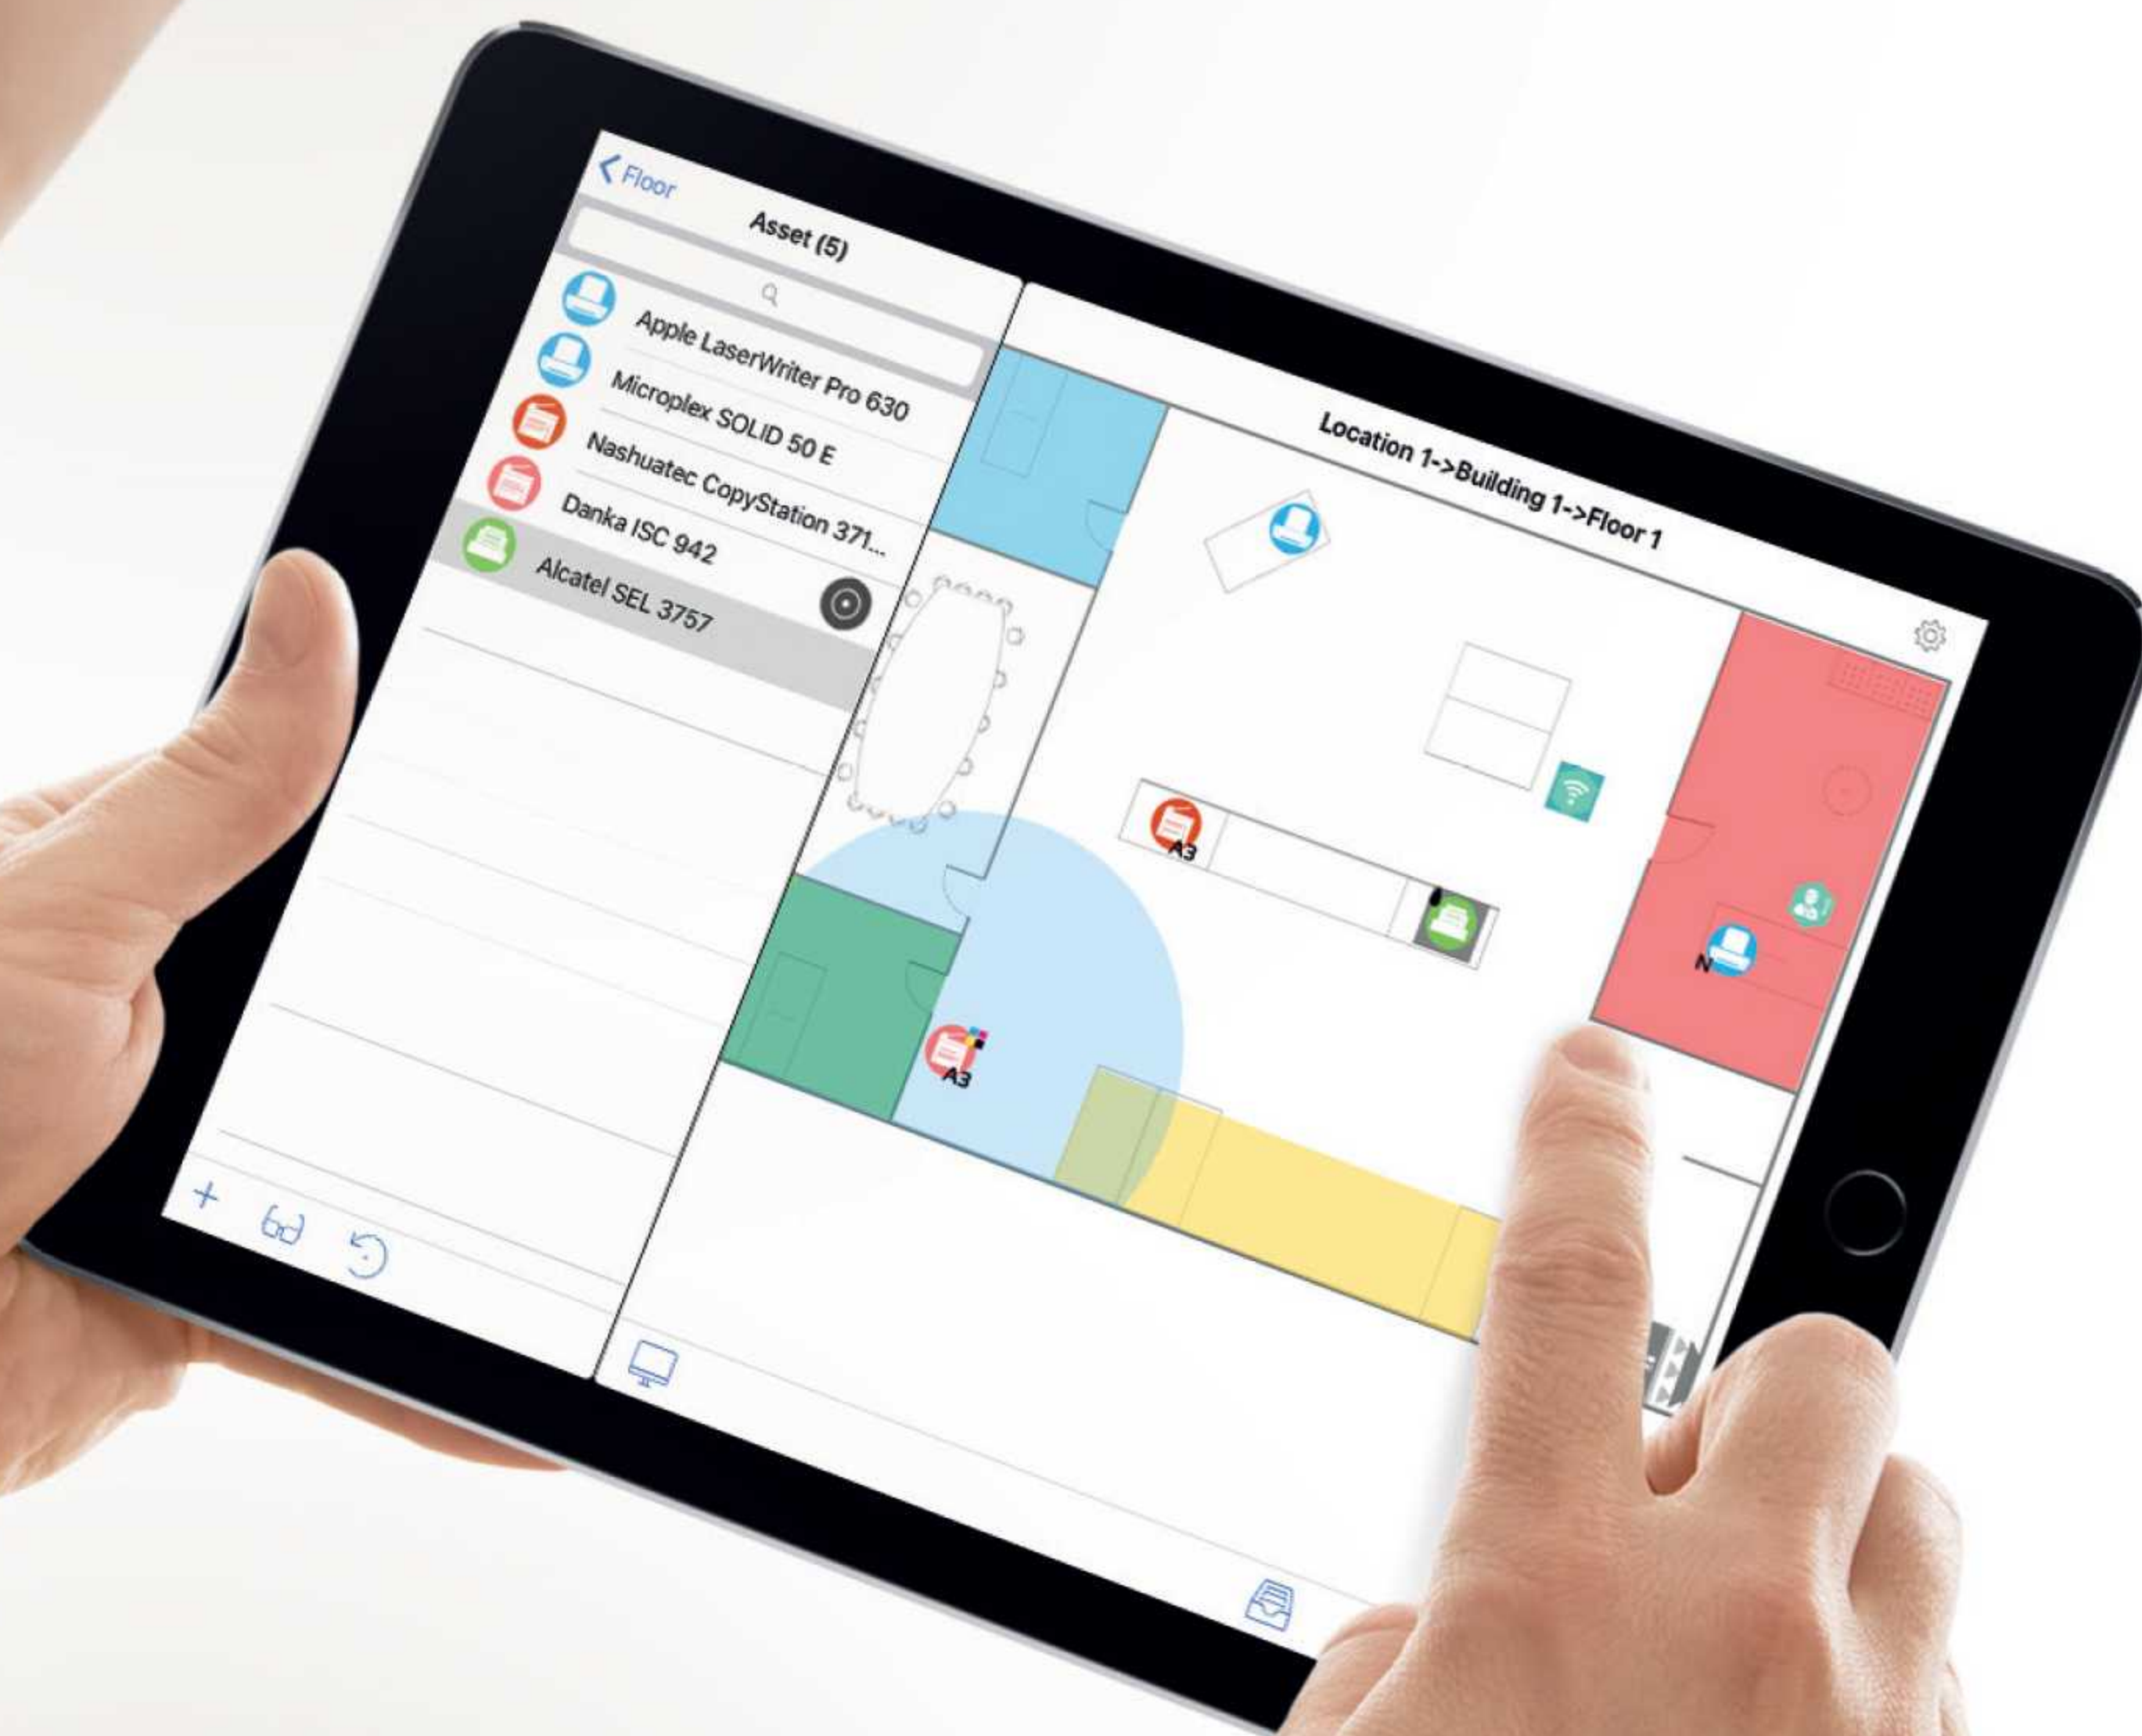 Floor
Asset (5)
Apple LaserWriter Pro 630
Microplex SOLID 50 E
Nashuatec CopyStation 371...
Danka ISC 942
Alcatel SEL 3757
Location 1->Building 1->Floor 1
A3
N
A3